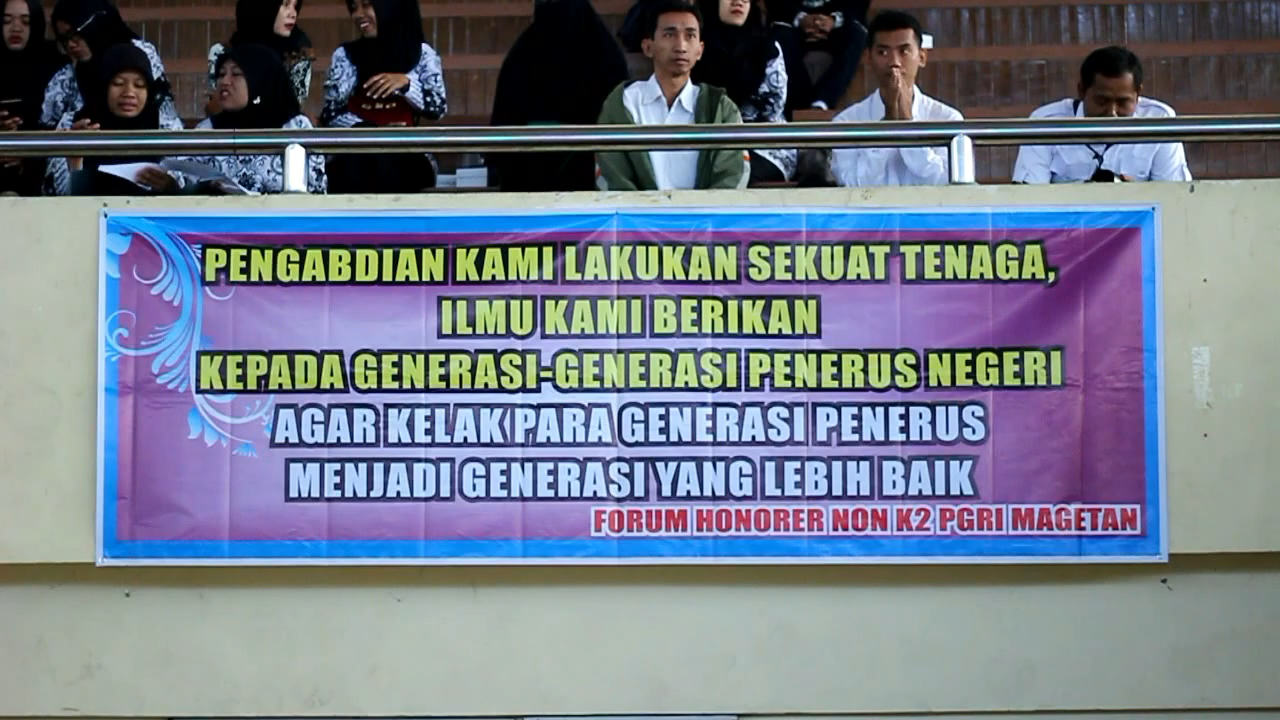 PENGABDIAN KAMI LAKUKAN SEKUAT TENAGA,
ILMU KAMI BERIKAN
KEPADA GENERASI-GENERASI PENERUS NEGERI
AGAR KELAK PARA GENERASI PENERUS
MENJADI GENERASI YANG LEBIH BAIK
FORUM HONORER NON K2 PGRI MAGETAN